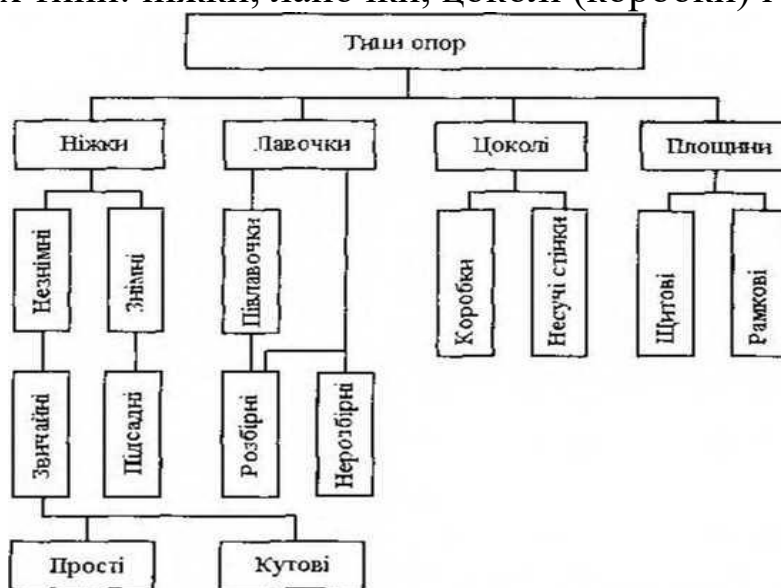 Типи опор
Ніжки
Лавочки
Цоколі
Площини
Незнімні
Знімні
Півлавочки
Коробки
Несучі стінки
Щитові
Рамкові
Звичайні
Підсадні
Розбірні
Нерозбірні
Прості
Кутові